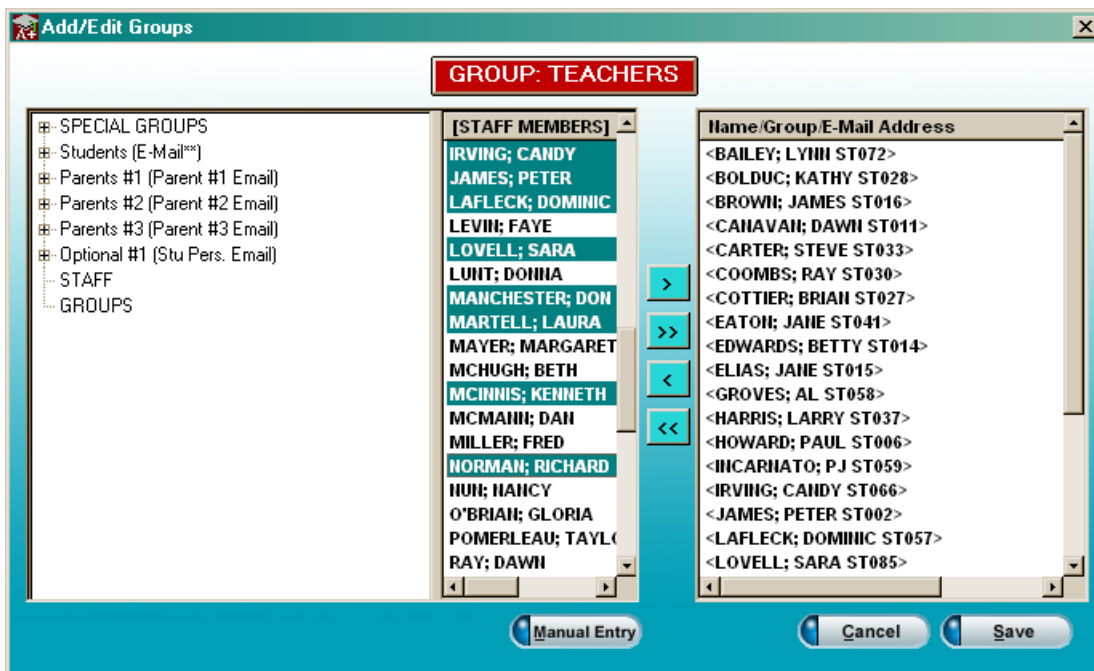 Add/Edit Groups
GROUP: TEACHERS
SPECIAL GROUPS
Students (E-Mail**)
Parents #1 (Parent #1 Email)
Parents #2 (Parent #2 Email)
Parents #3 (Parent #3 Email)
Optional #1 (Stu Pers. Email)
STAFF
GROUPS
[STAFF MEMBERS]
IRVING; CANDY
JAMES; PETER
LAFLECK; DOMINIC
LEVIN; FAYE
LOVELL; SARA
LUNT; DONNA
MANCHESTER; DON
MARTELL; LAURA
MAYER; MARGARET
MCHUGH; BETH
MCINNIS; KENNETH
MCMANN; DAN
MILLER; FRED
NORMAN; RICHARD
NUN; NANCY
O'BRIAN; GLORIA
POMERLEAU; TAYL
RAY; DAWN
>
>>
<
<<
Name/Group/E-Mail Address
<BAILEY; LYNN ST072>
<BOLDUC; KATHY ST028>
<BROWN; JAMES ST016>
<CANAVAN; DAWN ST011>
<CARTER; STEVE ST033>
<COOMBS; RAY ST030>
<COTTIER; BRIAN ST027>
<EATON; JANE ST041>
<EDWARDS; BETTY ST014>
<ELIAS; JANE ST015>
<GROVES; AL ST058>
<HARRIS; LARRY ST037>
<HOWARD; PAUL ST006>
<INCARNATO; PJ ST059>
<IRVING; CANDY ST066>
<JAMES; PETER ST002>
<LAFLECK; DOMINIC ST057>
<LOVELL; SARA ST085>
Manual Entry
Cancel
Save